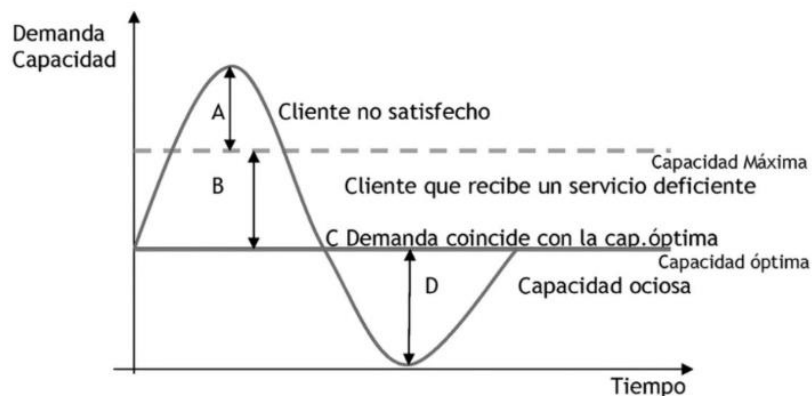 Demanda
Capacidad
A
Cliente no satisfecho
Capacidad Máxima
B
Cliente que recibe un servicio deficiente
C Demanda coincide con la cap.óptima
Capacidad óptima
D
Capacidad ociosa
Tiempo